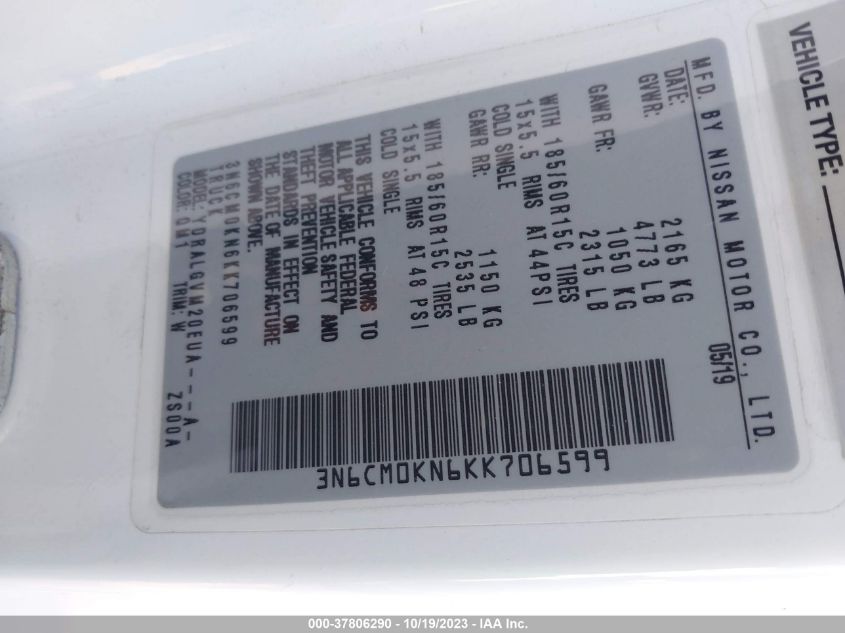 MFD. BY NISSAN MOTOR CO., LTD.
DATE: 05/19
GVWR: 2165 KG
4773 LB
GAWR FR: 1050 KG
2315 LB
WITH 185/60R15C TIRES
15x5.5 RIMS AT 44PSI
COLD SINGLE
GAWR RR: 1150 KG
2535 LB
WITH 185/60R15C TIRES
15x5.5 RIMS AT 48 PSI
COLD SINGLE
THIS VEHICLE CONFORMS TO
ALL APPLICABLE FEDERAL
MOTOR VEHICLE SAFETY AND
THEFT PREVENTION
STANDARDS IN EFFECT ON
THE DATE OF MANUFACTURE
SHOWN ABOVE.
3N6CM0KN6KK706599
TRUCK
MODEL: YDRALGVM20EUA----A-
COLOR: QM1 TRIM: W ZS00A
3N6CM0KN6KK706599
VEHICLE TYPE:
000-37806290 - 10/19/2023 - IAA Inc.